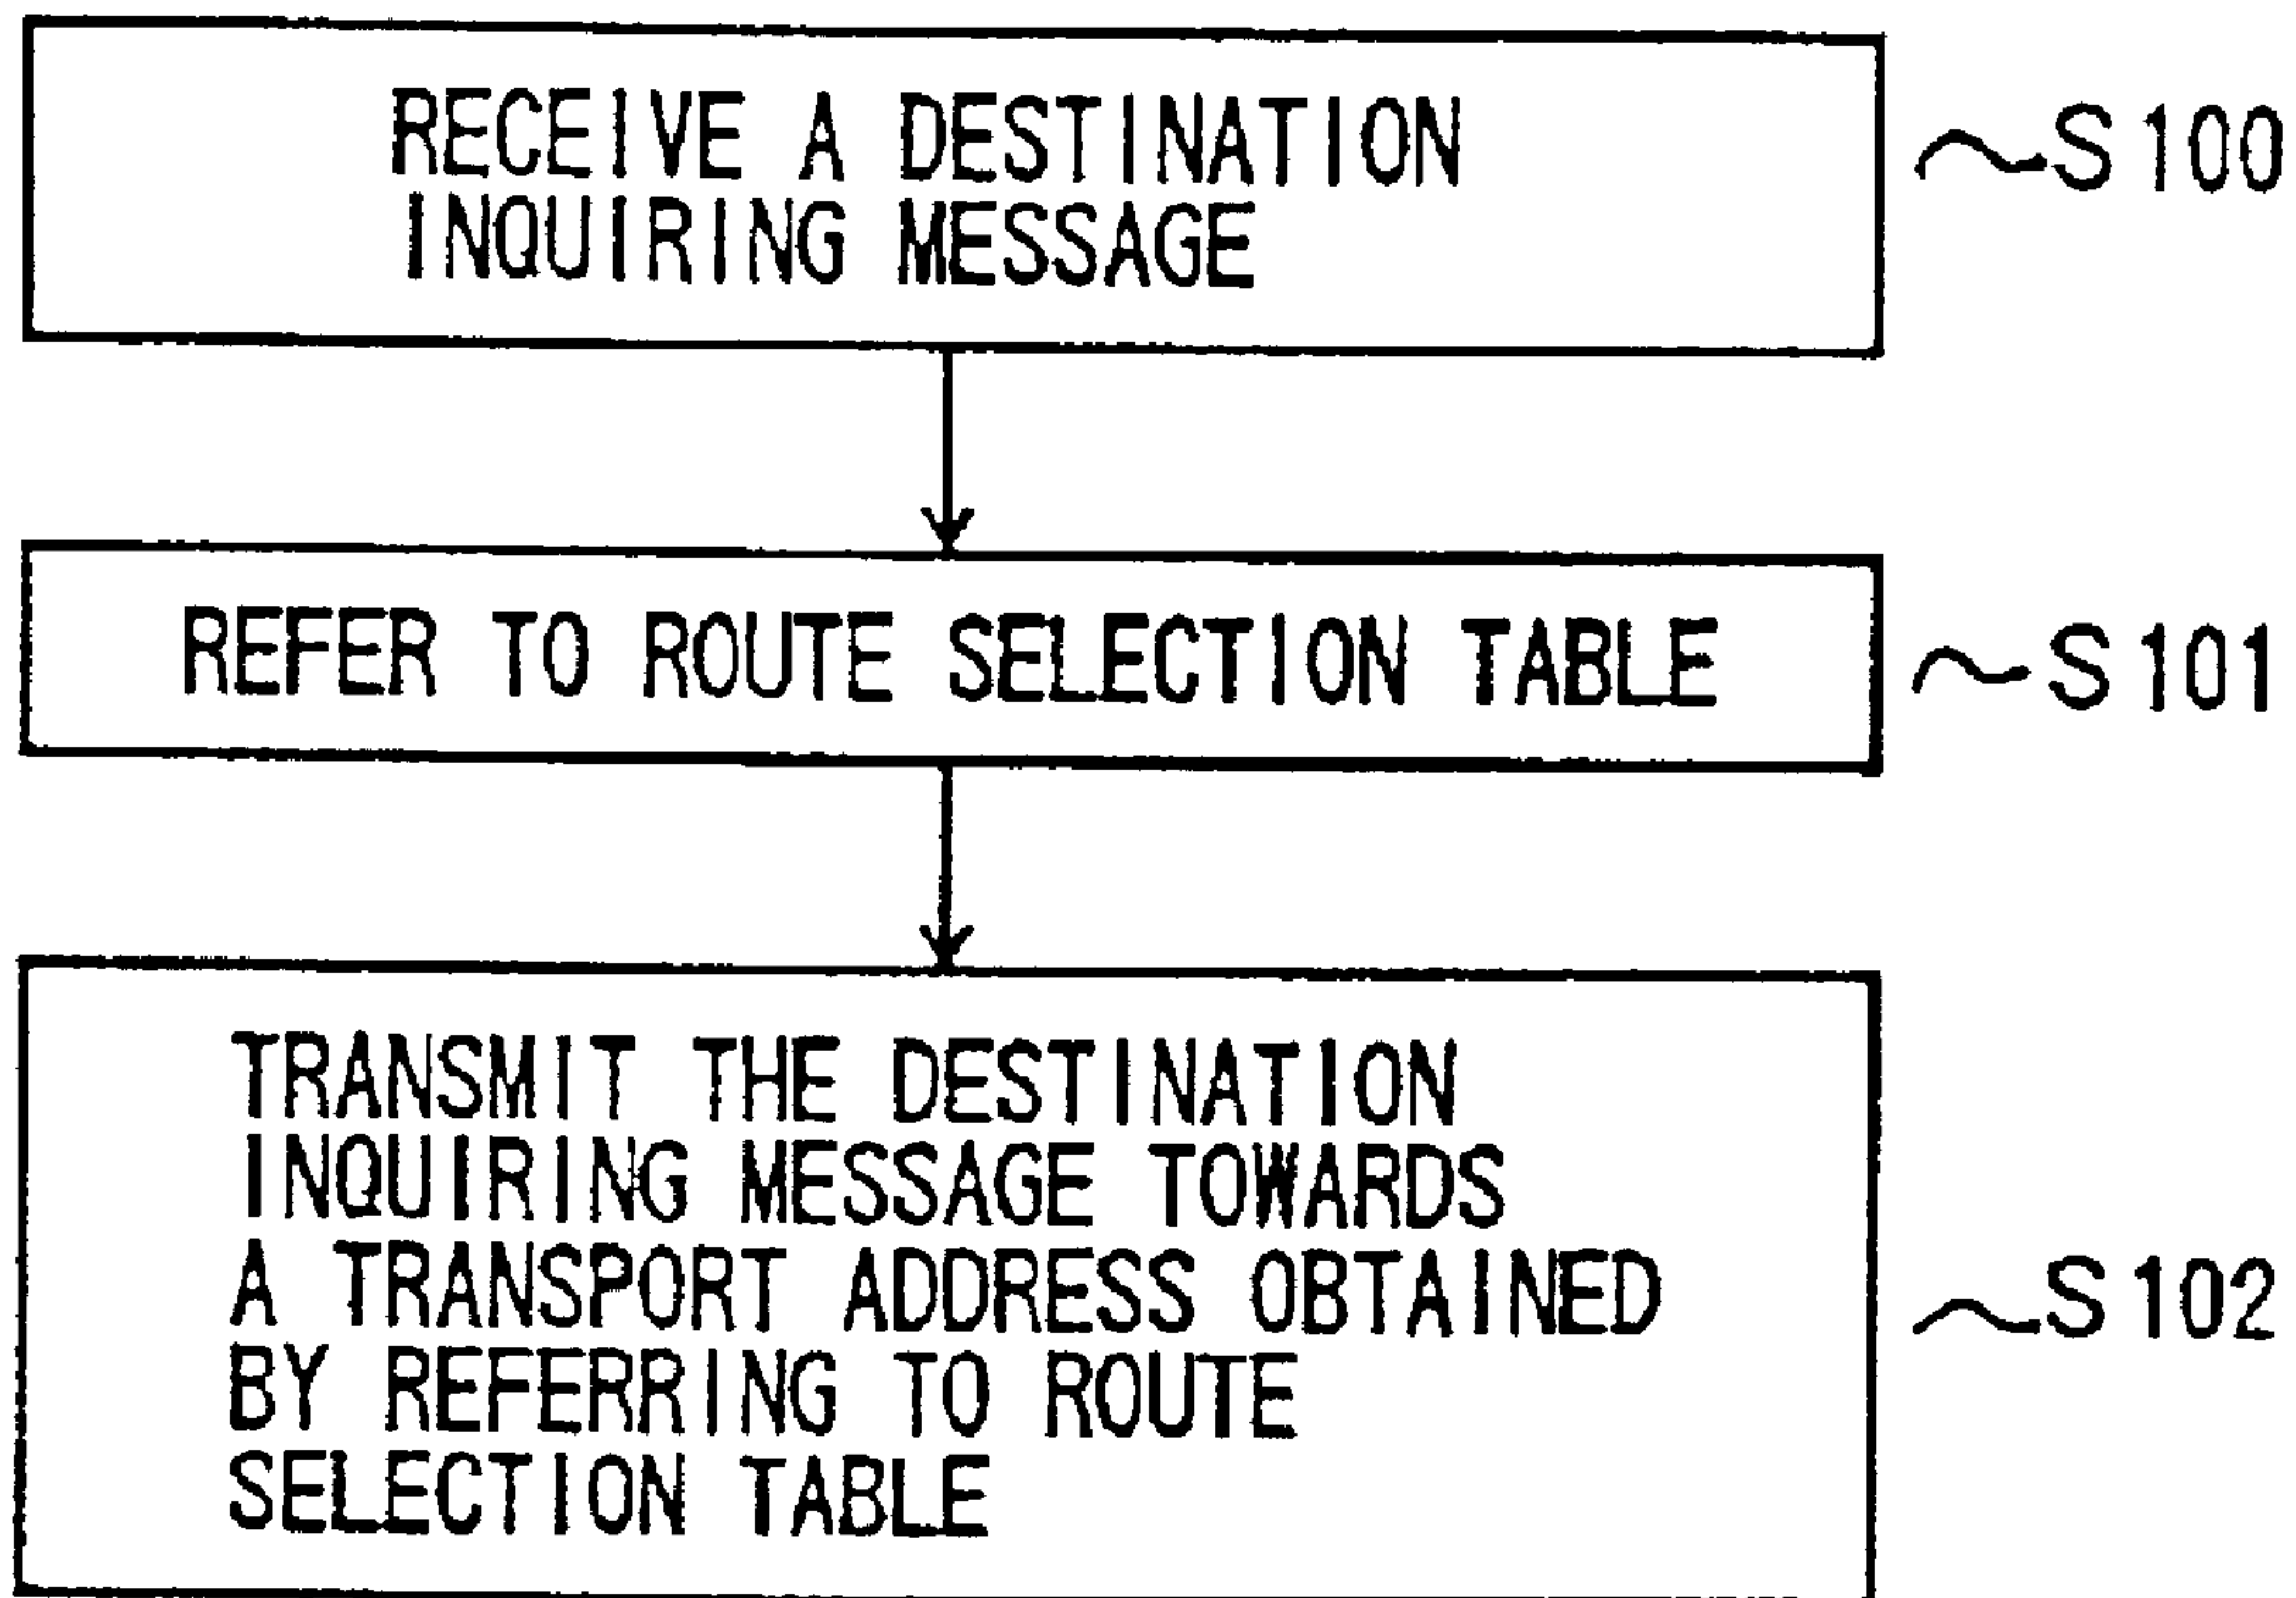 RECEIVE A DESTINATION
INQUIRING MESSAGE
S100
REFER TO ROUTE SELECTION TABLE
S101
TRANSMIT THE DESTINATION
INQUIRING MESSAGE TOWARDS
A TRANSPORT ADDRESS OBTAINED
BY REFERRING TO ROUTE
SELECTION TABLE
S102